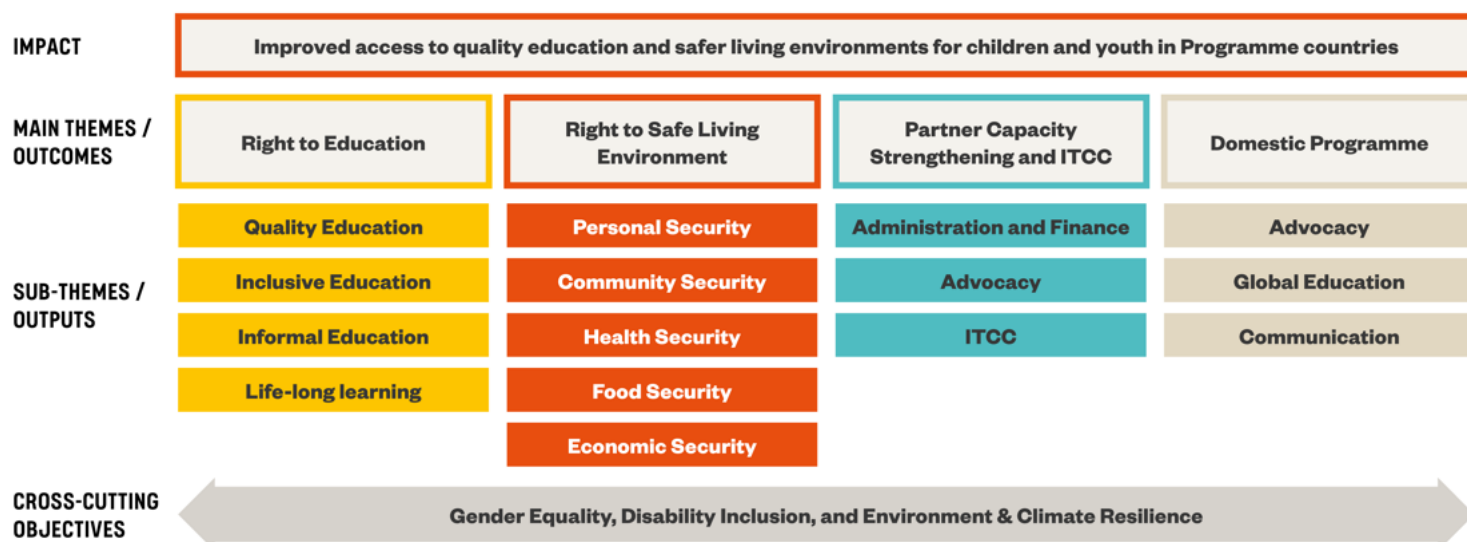 IMPACT
Improved access to quality education and safer living environments for children and youth in Programme countries
MAIN THEMES /
OUTCOMES
Right to Education
Right to Safe Living
Environment
Partner Capacity
Strengthening and ITCC
Domestic Programme
SUB-THEMES /
OUTPUTS
Quality Education
Inclusive Education
Informal Education
Life-long learning
Personal Security
Community Security
Health Security
Food Security
Economic Security
Administration and Finance
Advocacy
ITCC
Advocacy
Global Education
Communication
CROSS-CUTTING
OBJECTIVES
Gender Equality, Disability Inclusion, and Environment & Climate Resilience